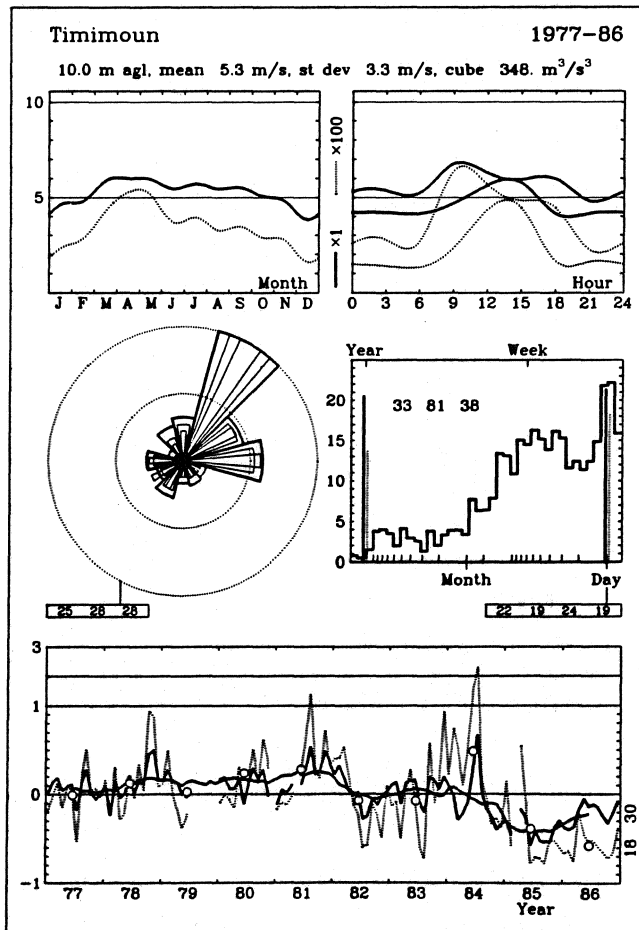 Timimoun 1977-86
10.0 m agl, mean 5.3 m/s, st dev 3.3 m/s, cube 348. m³/s³
10
5
Month
J F M A M J J A S O N D
×1 ×100
Hour
0 3 6 9 12 15 18 21 24
Year Week
20
15
10
5
0
33 81 38
Month Day
25 28 28
22 19 24 19
3
1
0
-1
18 30
77 78 79 80 81 82 83 84 85 86
Year